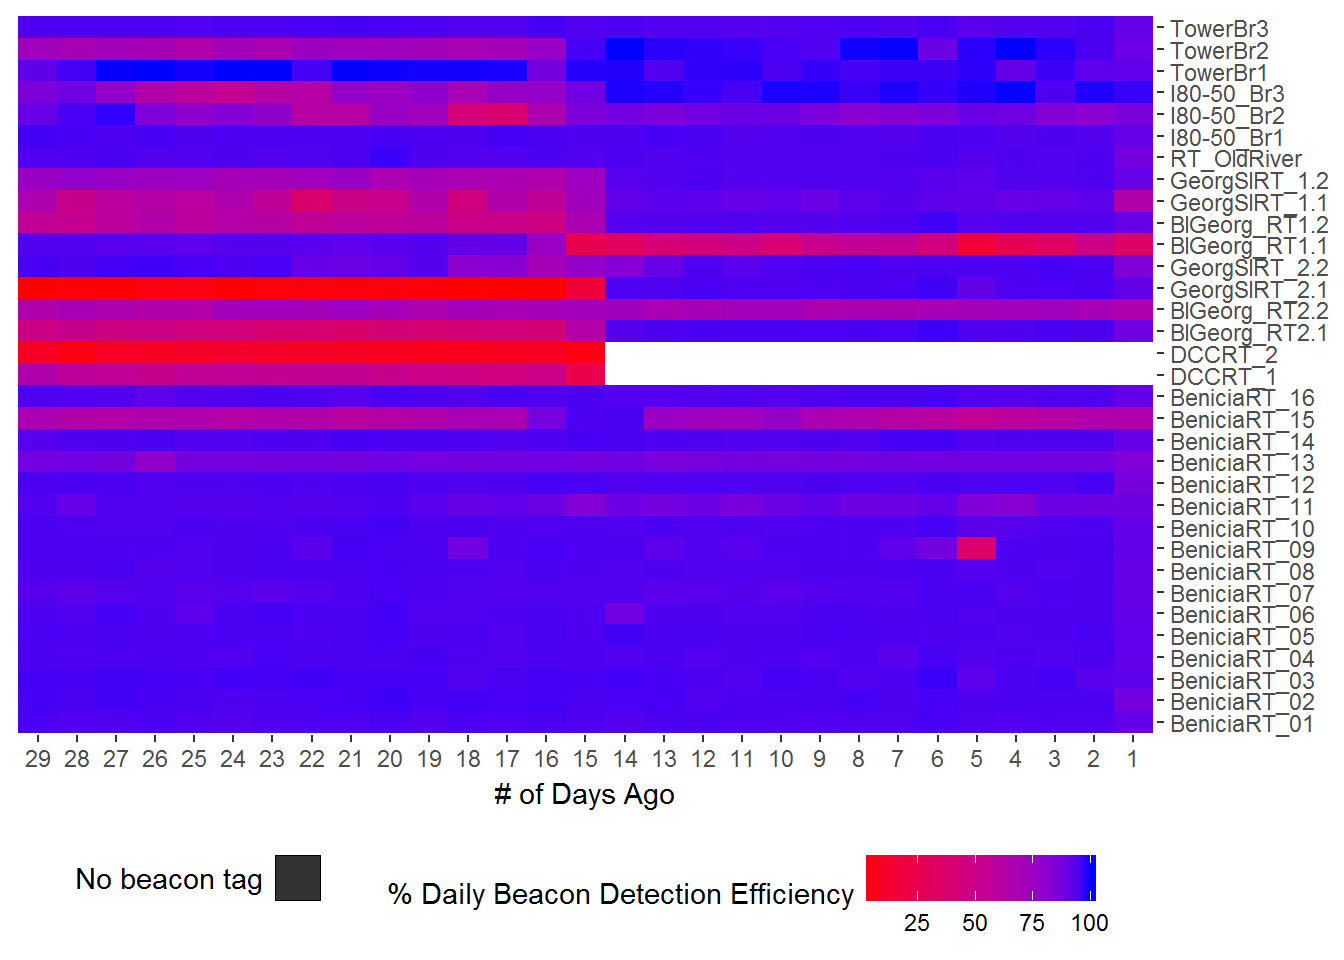 TowerBr3
TowerBr2
TowerBr1
I80-50_Br3
I80-50_Br2
I80-50_Br1
RT_OldRiver
GeorgSlRT_1.2
GeorgSlRT_1.1
BlGeorg_RT1.2
BlGeorg_RT1.1
GeorgSlRT_2.2
GeorgSlRT_2.1
BlGeorg_RT2.2
BlGeorg_RT2.1
DCCRT_2
DCCRT_1
BeniciaRT_16
BeniciaRT_15
BeniciaRT_14
BeniciaRT_13
BeniciaRT_12
BeniciaRT_11
BeniciaRT_10
BeniciaRT_09
BeniciaRT_08
BeniciaRT_07
BeniciaRT_06
BeniciaRT_05
BeniciaRT_04
BeniciaRT_03
BeniciaRT_02
BeniciaRT_01
29 28 27 26 25 24 23 22 21 20 19 18 17 16 15 14 13 12 11 10 9 8 7 6 5 4 3 2 1
# of Days Ago
No beacon tag
% Daily Beacon Detection Efficiency
25 50 75 100